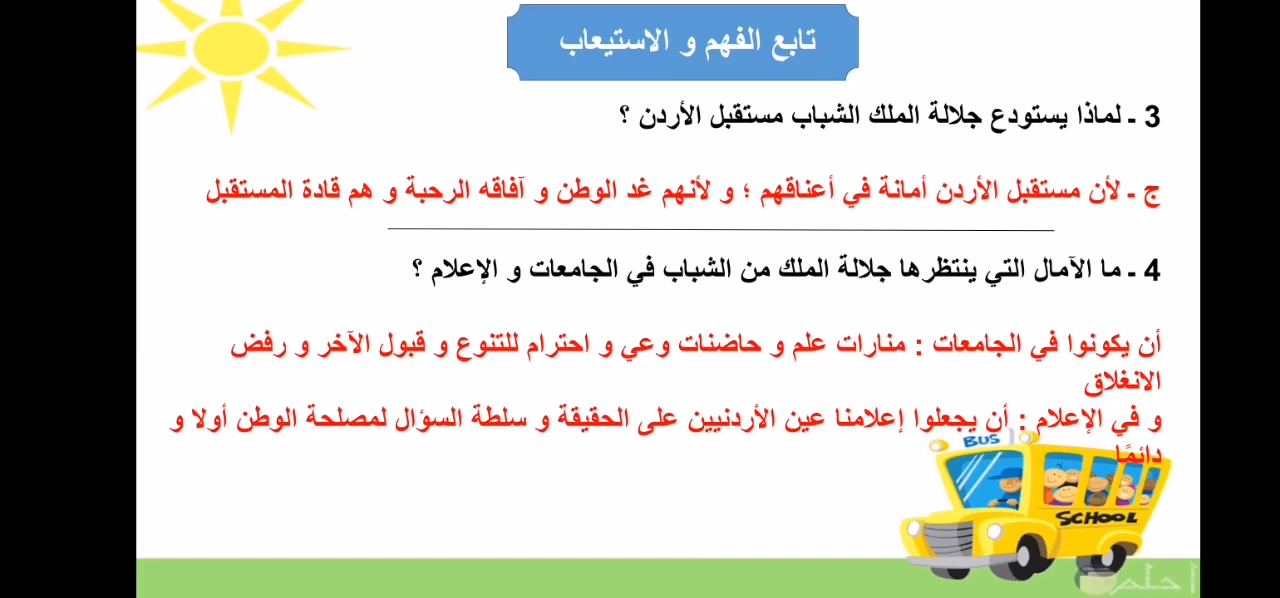 تابع الفهم و الاستيعاب
3 ـ لماذا يستودع جلالة الملك الشباب مستقبل الأردن ؟
ج ـ لأن مستقبل الأردن أمانة في أعناقهم ؛ و لأنهم غد الوطن و آفاقه الرحبة و هم قادة المستقبل
4 ـ ما الآمال التي ينتظرها جلالة الملك من الشباب في الجامعات و الإعلام ؟
أن يكونوا في الجامعات : منارات علم و حاضنات وعي و احترام للتنوع و قبول الآخر و رفض
الانغلاق
و في الإعلام : أن يجعلوا إعلامنا عين الأردنيين على الحقيقة و سلطة السؤال لمصلحة الوطن أولا و
دائمًا
BUS
SCHOOL